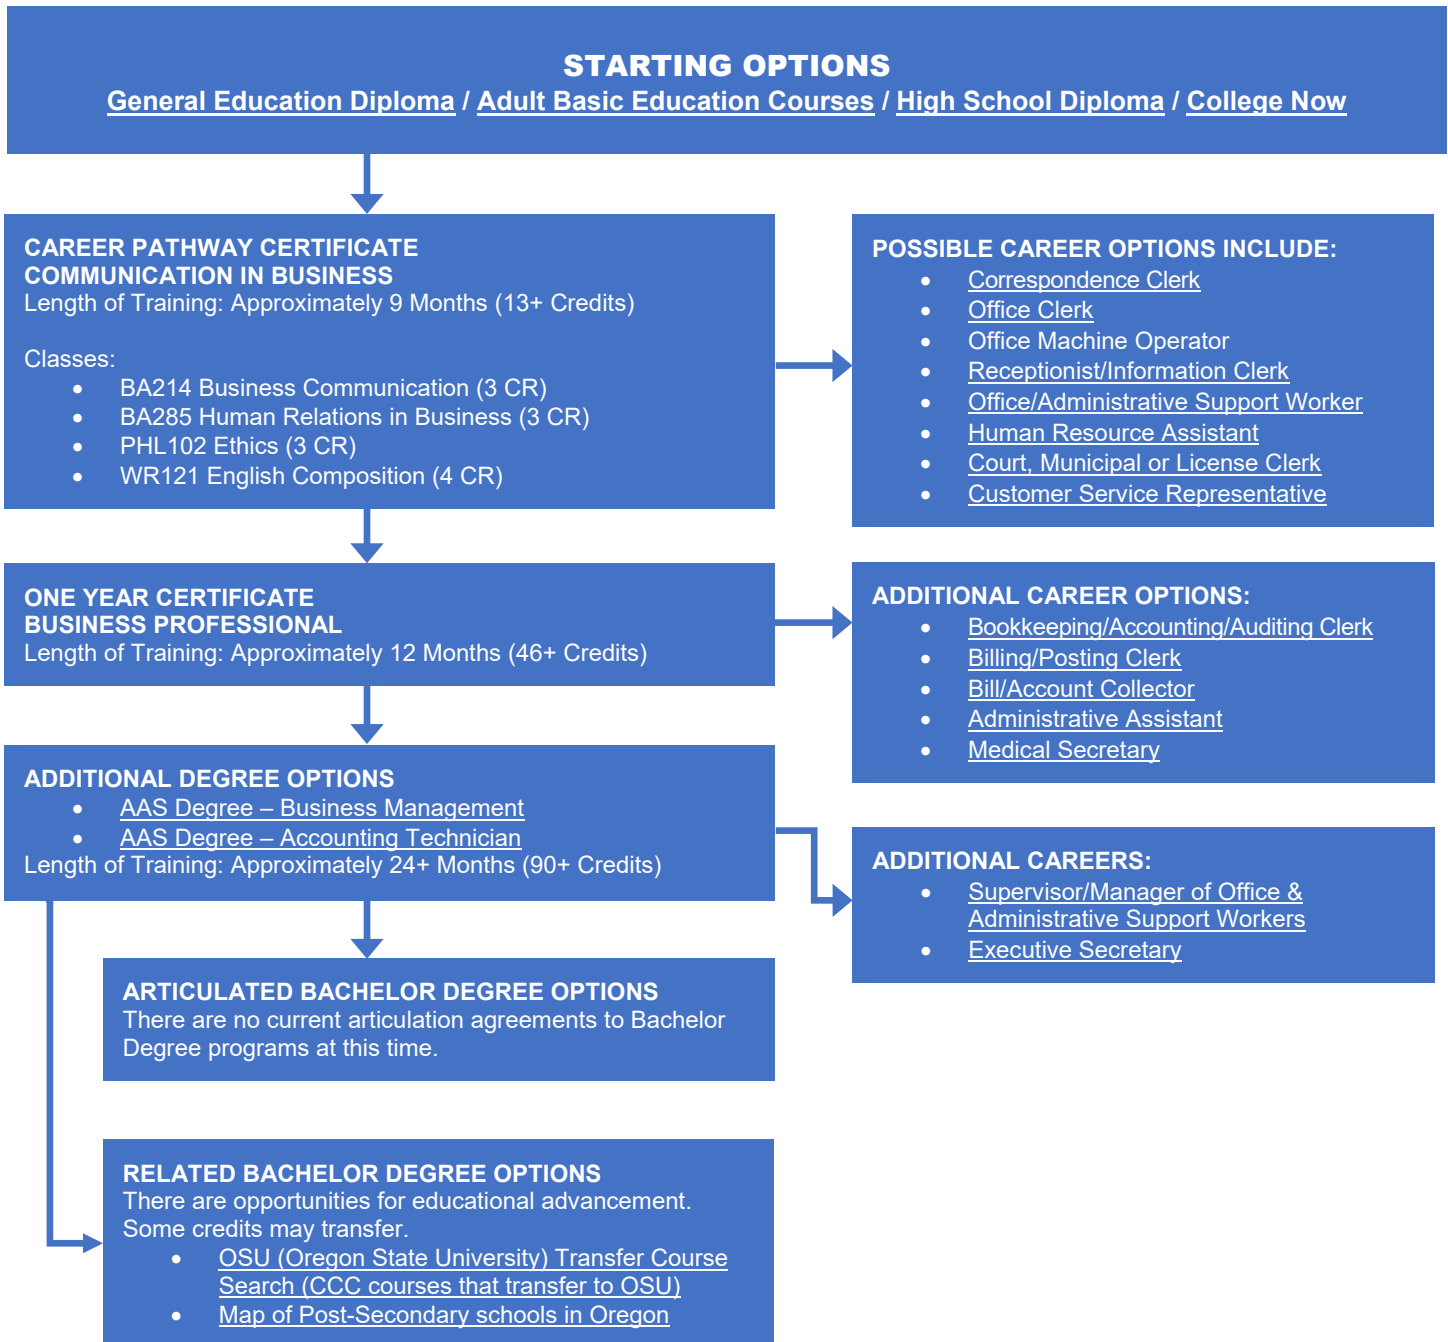 STARTING OPTIONS
General Education Diploma / Adult Basic Education Courses / High School Diploma / College Now
CAREER PATHWAY CERTIFICATE
COMMUNICATION IN BUSINESS
Length of Training: Approximately 9 Months (13+ Credits)
Classes:
• BA214 Business Communication (3 CR)
• BA285 Human Relations in Business (3 CR)
• PHL102 Ethics (3 CR)
• WR121 English Composition (4 CR)
POSSIBLE CAREER OPTIONS INCLUDE:
• Correspondence Clerk
• Office Clerk
• Office Machine Operator
• Receptionist/Information Clerk
• Office/Administrative Support Worker
• Human Resource Assistant
• Court, Municipal or License Clerk
• Customer Service Representative
ONE YEAR CERTIFICATE
BUSINESS PROFESSIONAL
Length of Training: Approximately 12 Months (46+ Credits)
ADDITIONAL CAREER OPTIONS:
• Bookkeeping/Accounting/Auditing Clerk
• Billing/Posting Clerk
• Bill/Account Collector
• Administrative Assistant
• Medical Secretary
ADDITIONAL DEGREE OPTIONS
• AAS Degree – Business Management
• AAS Degree – Accounting Technician
Length of Training: Approximately 24+ Months (90+ Credits)
ADDITIONAL CAREERS:
• Supervisor/Manager of Office &
Administrative Support Workers
• Executive Secretary
ARTICULATED BACHELOR DEGREE OPTIONS
There are no current articulation agreements to Bachelor
Degree programs at this time.
RELATED BACHELOR DEGREE OPTIONS
There are opportunities for educational advancement.
Some credits may transfer.
• OSU (Oregon State University) Transfer Course
Search (CCC courses that transfer to OSU)
• Map of Post-Secondary schools in Oregon